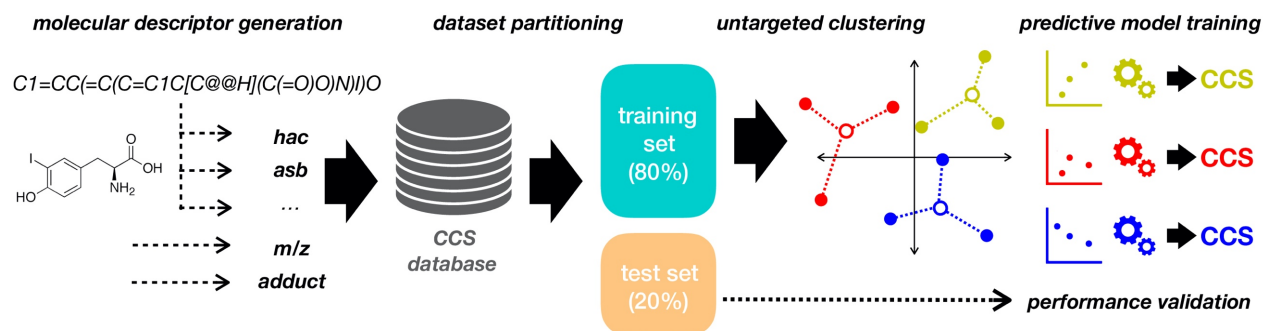 molecular descriptor generation
dataset partitioning
untargeted clustering
predictive model training
C1=CC(=C(C=C1C[C@@H](C(=O)O)N)I)O
hac
asb
...
m/z
adduct
I
O
OH
NH2
HO
CCS
database
training
set
(80%)
test set
(20%)
CCS
CCS
CCS
performance validation